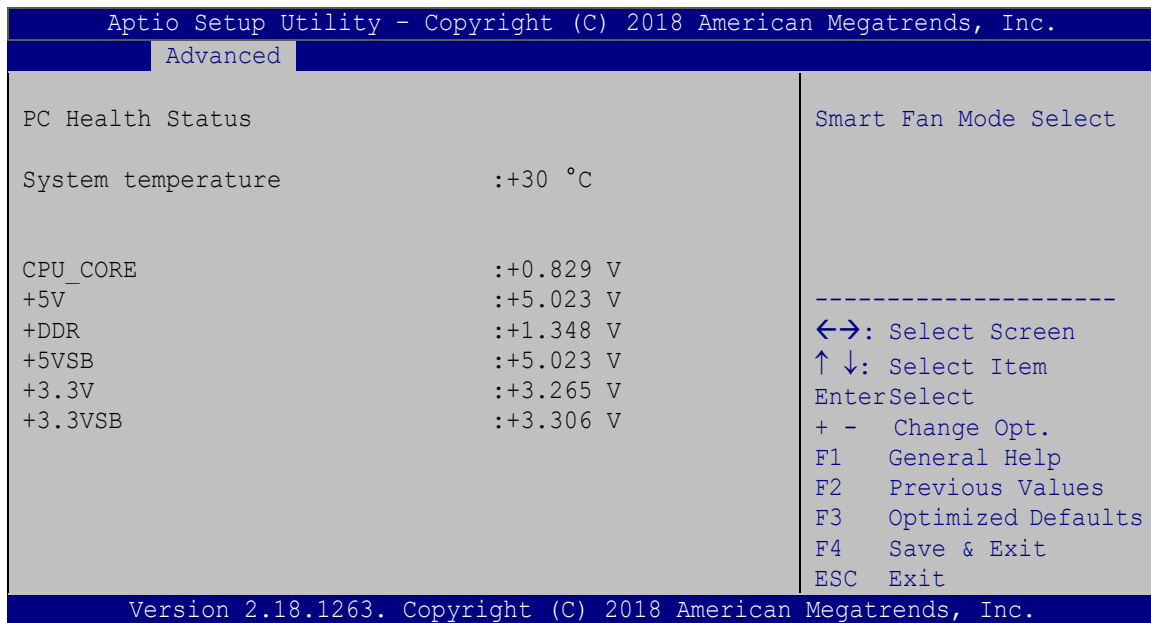 Aptio Setup Utility – Copyright (C) 2018 American Megatrends, Inc.
Advanced
PC Health Status
System temperature :+30 °C
CPU_CORE :+0.829 V
+5V :+5.023 V
+DDR :+1.348 V
+5VSB :+5.023 V
+3.3V :+3.265 V
+3.3VSB :+3.306 V
Smart Fan Mode Select
---------------------
←→: Select Screen
↑ ↓: Select Item
EnterSelect
+ - Change Opt.
F1 General Help
F2 Previous Values
F3 Optimized Defaults
F4 Save & Exit
ESC Exit
Version 2.18.1263. Copyright (C) 2018 American Megatrends, Inc.